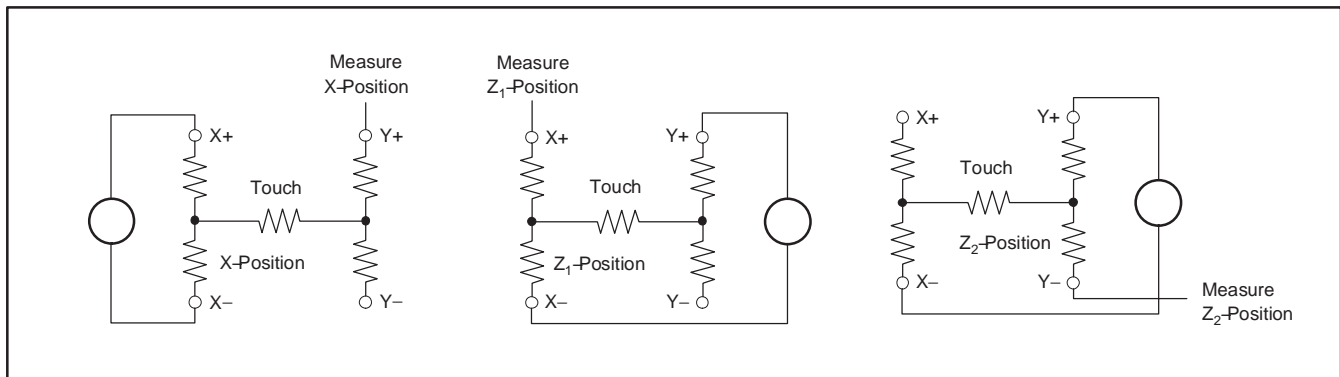 Measure
X–Position
X+
Y+
Touch
X–Position
X–
Y–
Measure
Z₁–Position
X+
Y+
Touch
Z₁–Position
X–
Y–
X+
Y+
Touch
Z₂–Position
X–
Y–
Measure
Z₂–Position